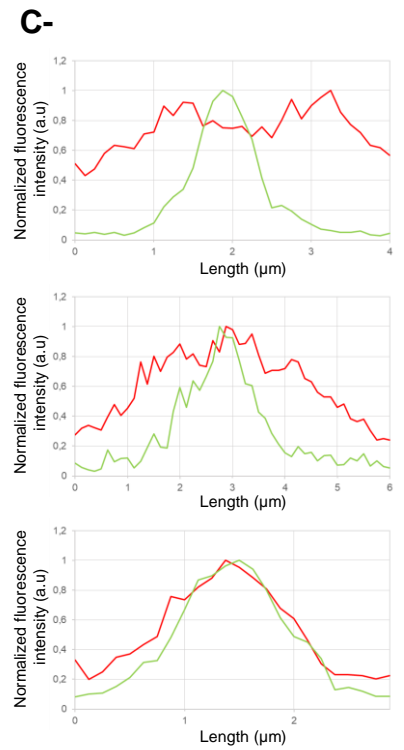 C-
Normalized fluorescence
intensity (a.u)
1,2
1
0,8
0,6
0,4
0,2
0
0 1 2 3 4
Length (µm)
Normalized fluorescence
intensity (a.u)
1,2
1
0,8
0,6
0,4
0,2
0
0 1 2 3 4 5 6
Length (µm)
Normalized fluorescence
intensity (a.u)
1,2
1
0,8
0,6
0,4
0,2
0
0 1 2
Length (µm)